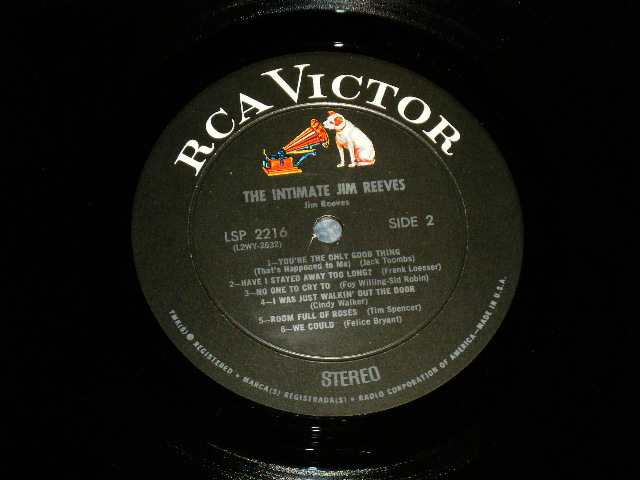 RCA VICTOR
THE INTIMATE JIM REEVES
Jim Reeves
LSP 2216
(L2WY-2632)
SIDE 2
1—YOU'RE THE ONLY GOOD THING
(That's Happened to Me) (Jack Toombs)
2—HAVE I STAYED AWAY TOO LONG? (Frank Loesser)
3—NO ONE TO CRY TO (Foy Willing-Sid Robin)
4—I WAS JUST WALKIN' OUT THE DOOR
(Cindy Walker)
5—ROOM FULL OF ROSES (Tim Spencer)
6—WE COULD (Felice Bryant)
STEREO
TMK(S) ® REGISTERED • MARCA(S) REGISTRADA(S) • RADIO CORPORATION OF AMERICA—MADE IN U.S.A.